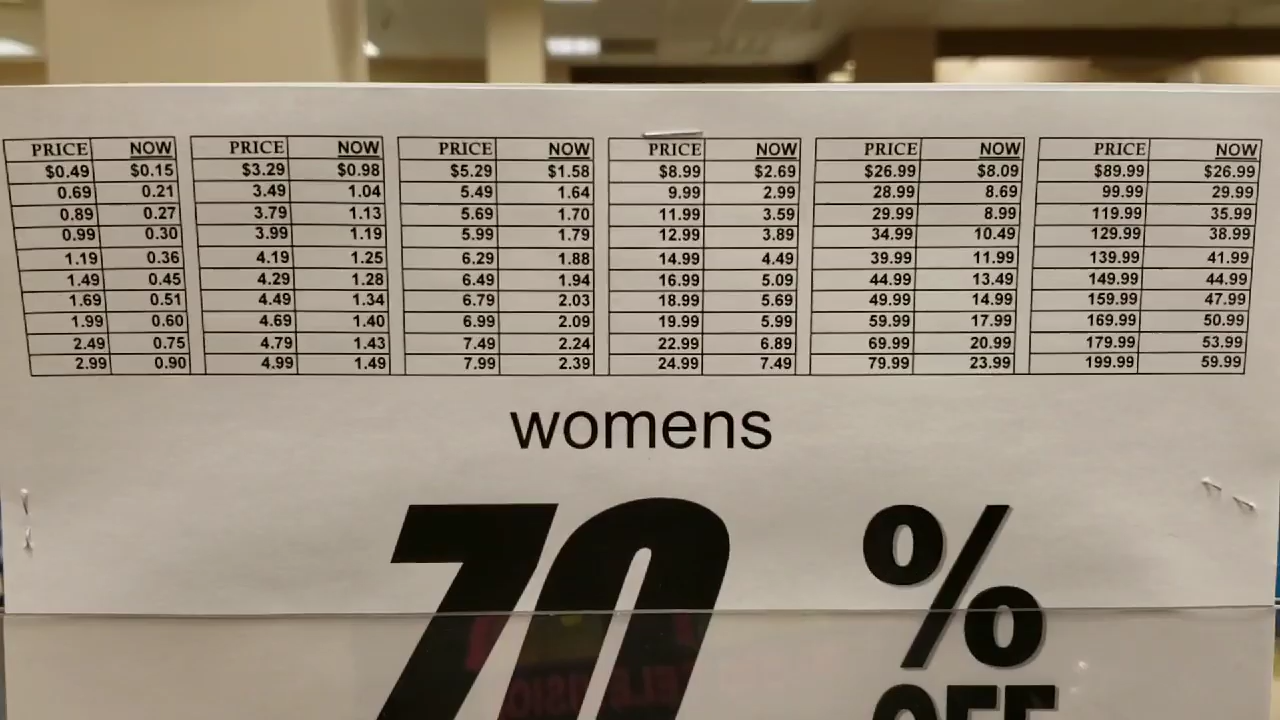 PRICE NOW PRICE NOW PRICE NOW PRICE NOW PRICE NOW PRICE NOW
$0.49 $0.15 $3.29 $0.98 $5.29 $1.58 $8.99 $2.69 $26.99 $8.09 $89.99 $26.99
0.69 0.21 3.49 1.04 5.49 1.64 9.99 2.99 28.99 8.69 99.99 29.99
0.89 0.27 3.79 1.13 5.69 1.70 11.99 3.59 29.99 8.99 119.99 35.99
0.99 0.30 3.99 1.19 5.99 1.79 12.99 3.89 34.99 10.49 129.99 38.99
1.19 0.36 4.19 1.25 6.29 1.88 14.99 4.49 39.99 11.99 139.99 41.99
1.49 0.45 4.29 1.28 6.49 1.94 16.99 5.09 44.99 13.49 149.99 44.99
1.69 0.51 4.49 1.34 6.79 2.03 18.99 5.69 49.99 14.99 159.99 47.99
1.99 0.60 4.69 1.40 6.99 2.09 19.99 5.99 59.99 17.99 169.99 50.99
2.49 0.75 4.79 1.43 7.49 2.24 22.99 6.89 69.99 20.99 179.99 53.99
2.99 0.90 4.99 1.49 7.99 2.39 24.99 7.49 79.99 23.99 199.99 59.99
womens
70 %
OFF